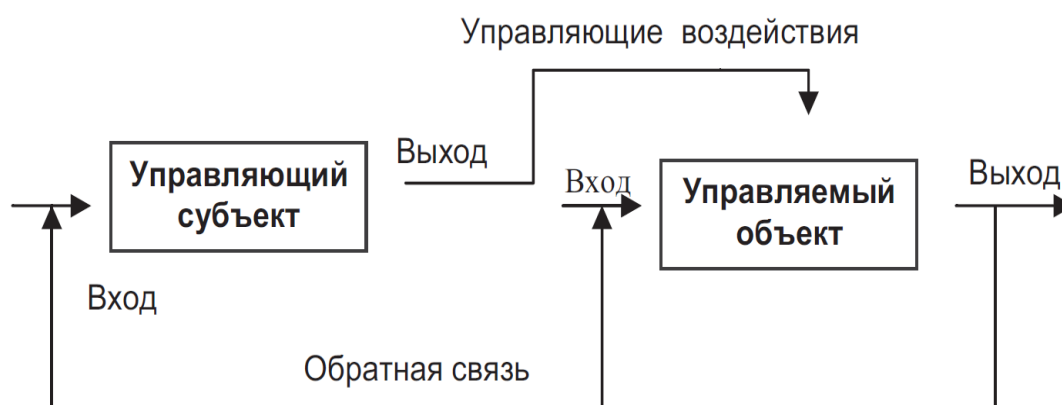 Управляющие воздействия
Выход
Управляющий
субъект
Вход
Управляемый
объект
Выход
Вход
Обратная связь